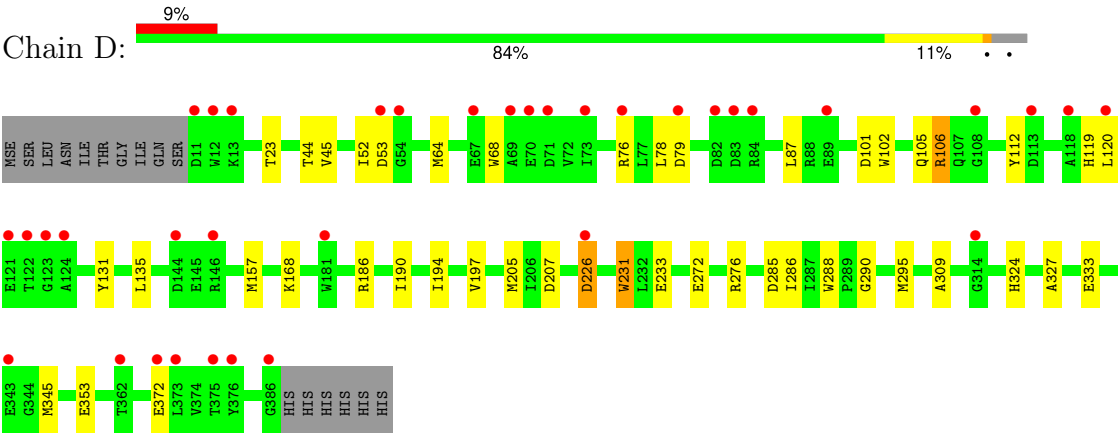 9%
Chain D:
84% 11% • •
MSE SER LEU ASN ILE THR GLY ILE GLN SER D11 W12 K13 T23 T44 V45 I52 D53 G54 M64 E67 W68 A69 E70 D71 V72 I73 R76 L77 L78 D79 D82 D83 R84 L87 R88 E89 D101 W102 Q105 R106 Q107 G108 Y112 D113 A118 H119 L120
E121 T122 G123 A124 Y131 L135 D144 E145 R146 M157 K168 W181 R186 I190 I194 V197 M205 I206 D207 D226 W231 L232 E233 E272 R276 D285 I286 I287 W288 P289 G290 M295 A309 G314 H324 A327 E333
E343 G344 M345 E353 T362 E372 L373 V374 T375 Y376 G386 HIS HIS HIS HIS HIS HIS